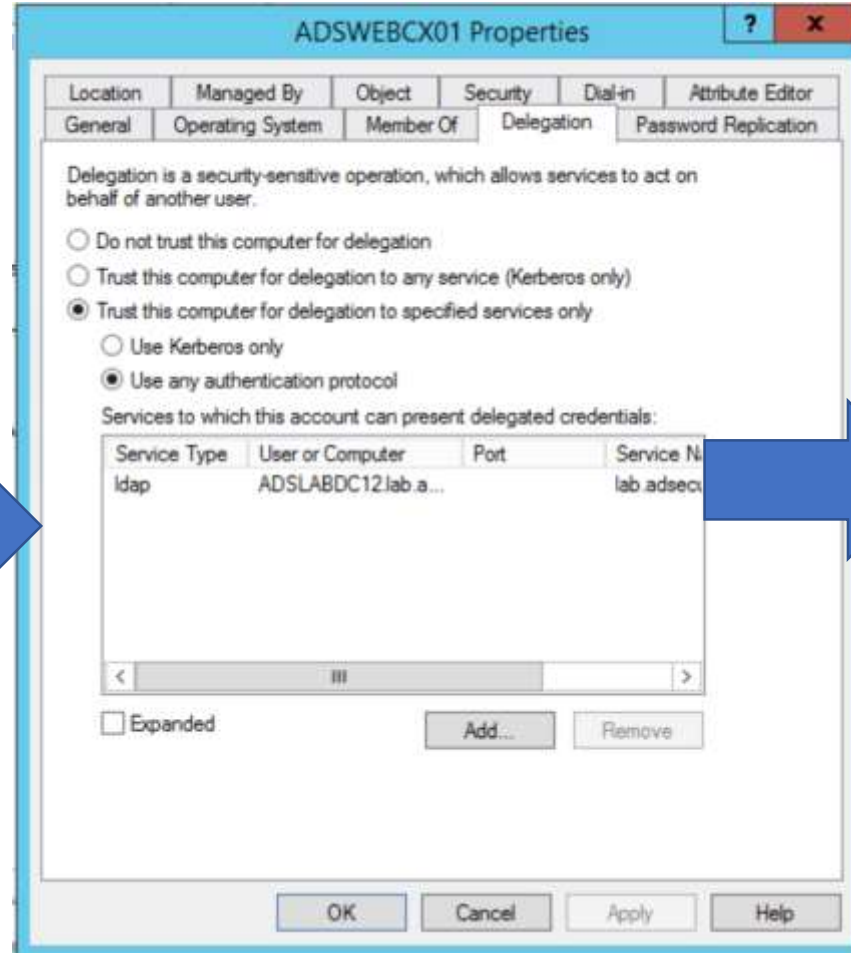 ADSWEBCX01 Properties
? x
Location Managed By Object Security Dial-in Attribute Editor
General Operating System Member Of Delegation Password Replication
Delegation is a security-sensitive operation, which allows services to act on
behalf of another user.
Do not trust this computer for delegation
Trust this computer for delegation to any service (Kerberos only)
Trust this computer for delegation to specified services only
Use Kerberos only
Use any authentication protocol
Services to which this account can present delegated credentials:
Service Type User or Computer Port Service N
ldap ADSLABDC12.lab.a... lab.adsecu
Expanded Add... Remove
OK Cancel Apply Help